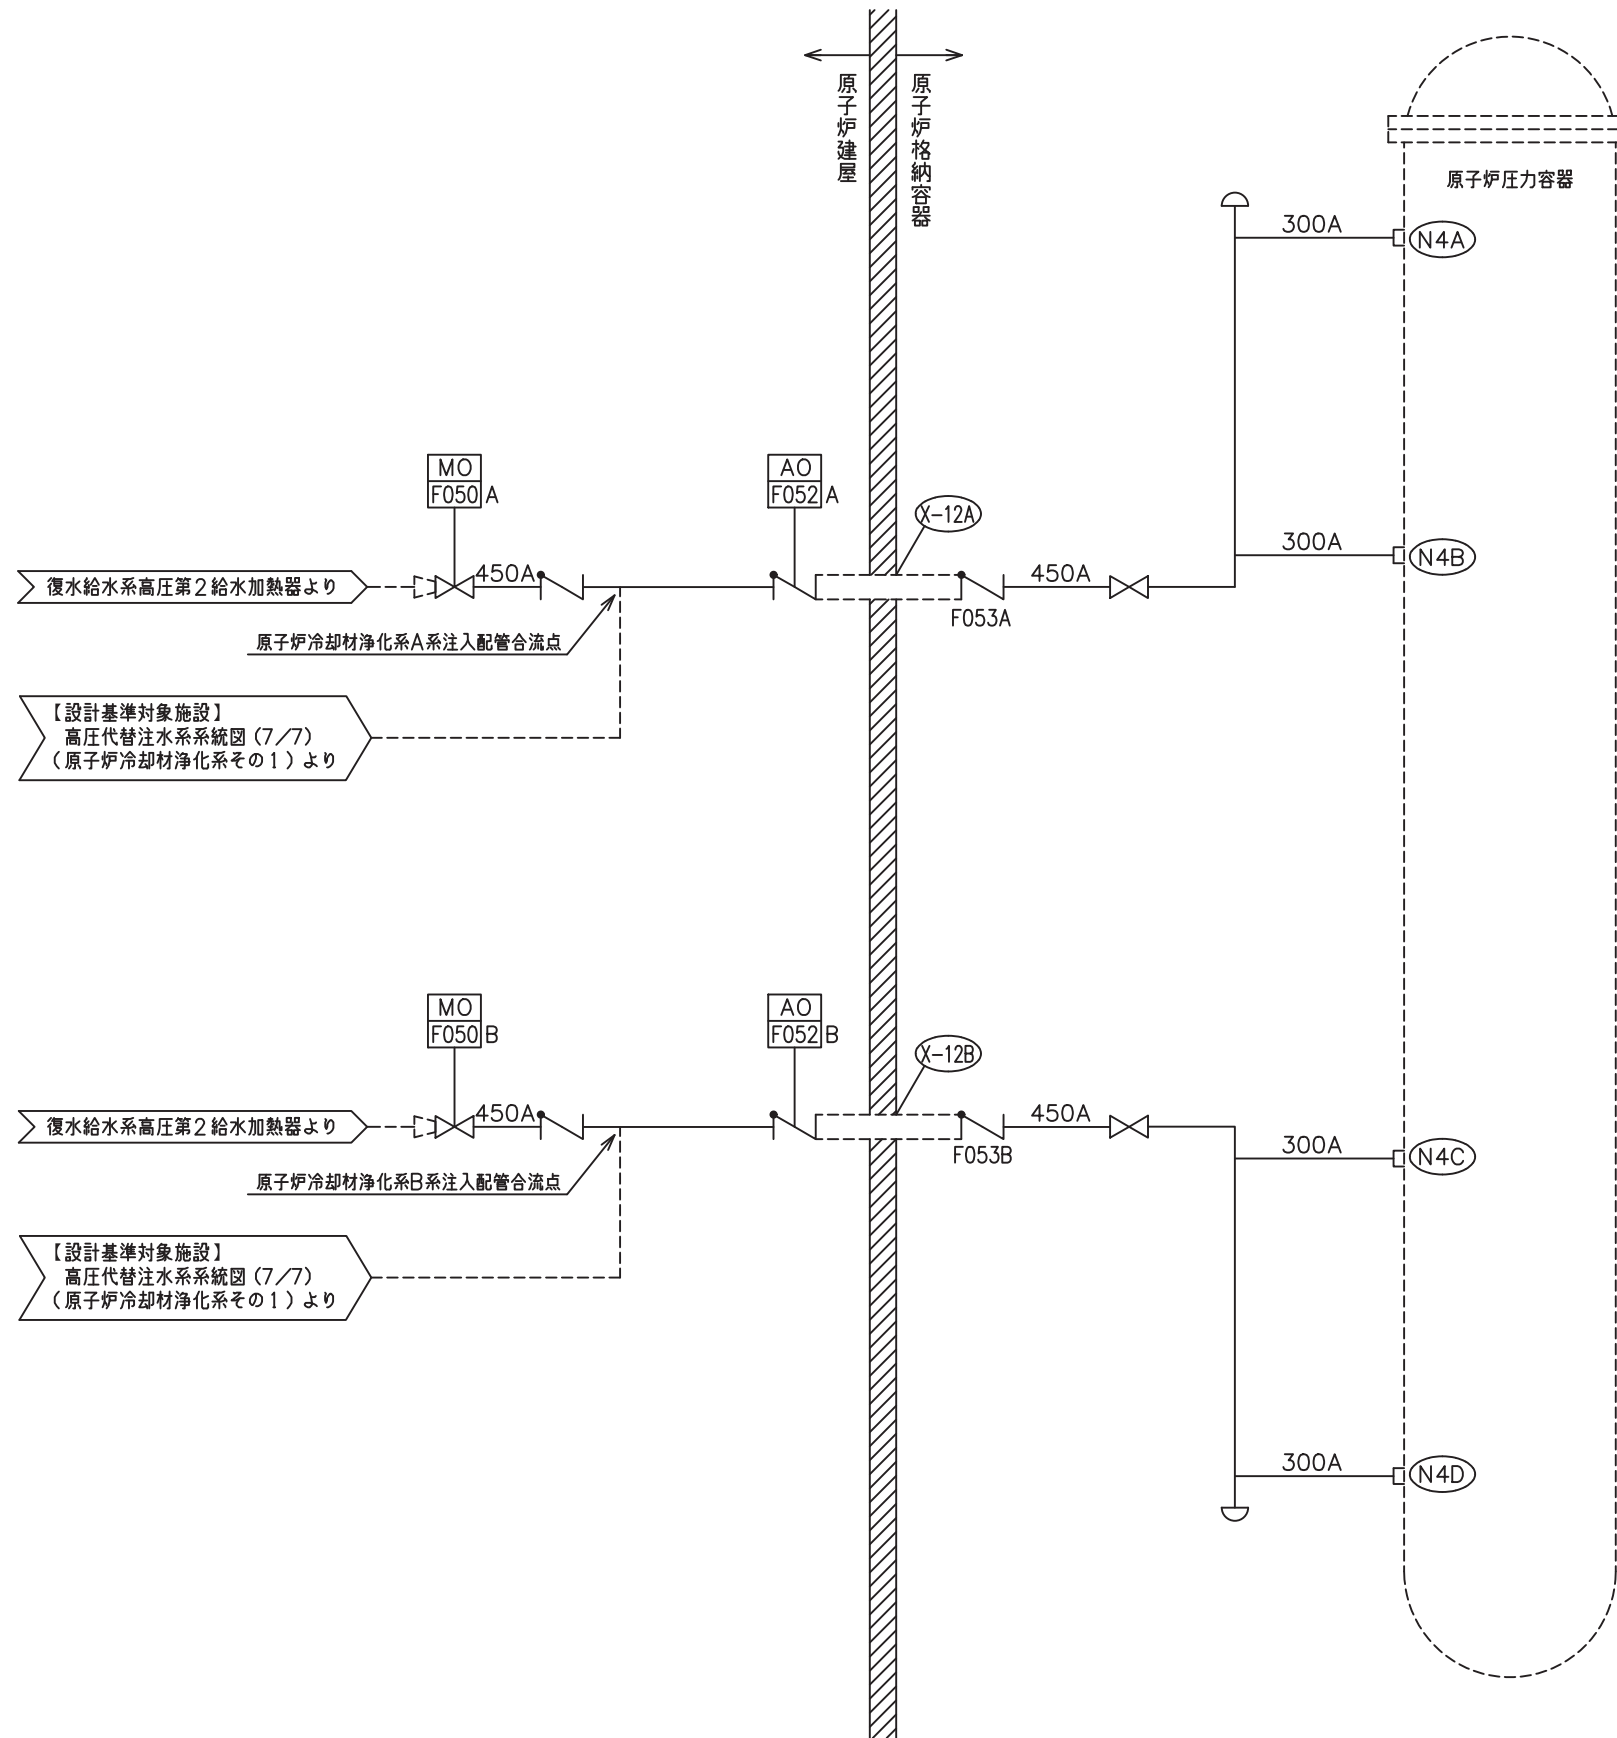 原子炉建屋
原子炉格納容器
原子炉圧力容器
300A
N4A
MO
F050 A
AO
F052 A
X-12A
300A
N4B
復水給水系高圧第2給水加熱器より
450A
450A
F053A
原子炉冷却材浄化系A系注入配管合流点
【設計基準対象施設】
高圧代替注水系系統図(7/7)
(原子炉冷却材浄化系その1)より
MO
F050 B
AO
F052 B
X-12B
復水給水系高圧第2給水加熱器より
450A
450A
F053B
300A
N4C
原子炉冷却材浄化系B系注入配管合流点
【設計基準対象施設】
高圧代替注水系系統図(7/7)
(原子炉冷却材浄化系その1)より
300A
N4D